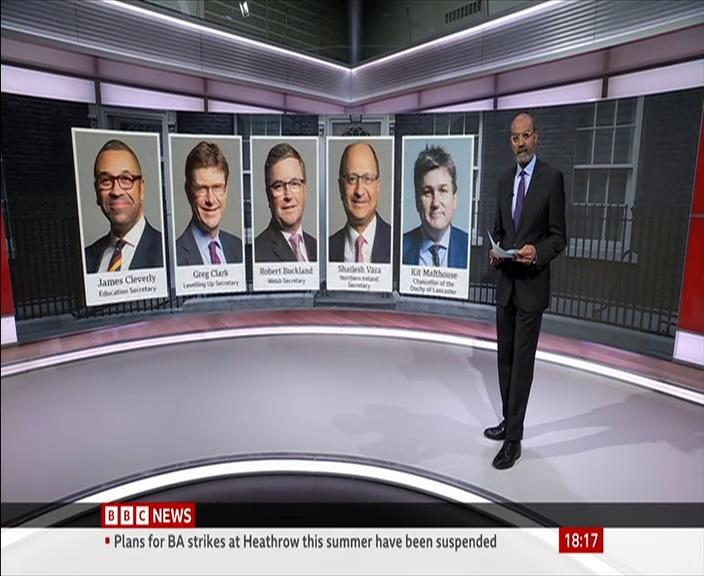 James Cleverly
Education Secretary
Greg Clark
Levelling Up Secretary
Robert Buckland
Welsh Secretary
Shailesh Vara
Northern Ireland
Secretary
Kit Malthouse
Chancellor of the
Duchy of Lancaster
BBC NEWS
Plans for BA strikes at Heathrow this summer have been suspended
18:17